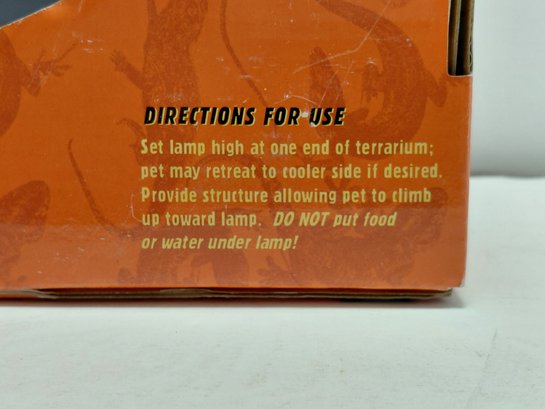 DIRECTIONS FOR USE
Set lamp high at one end of terrarium;
pet may retreat to cooler side if desired.
Provide structure allowing pet to climb
up toward lamp. DO NOT put food
or water under lamp!